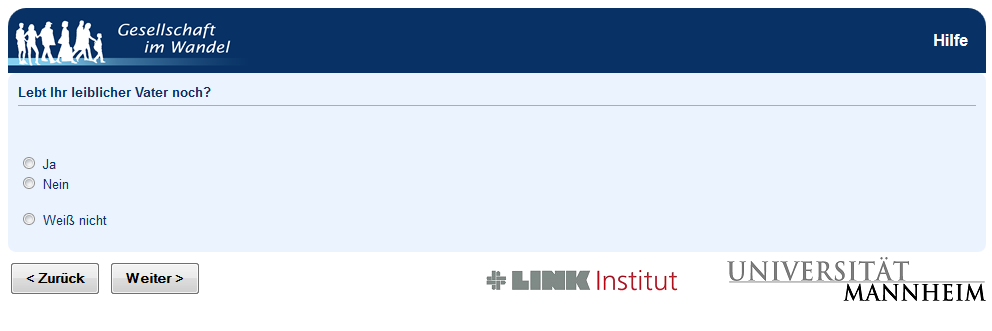 Gesellschaft
im Wandel
Hilfe
Lebt Ihr leiblicher Vater noch?
Ja
Nein
Weiß nicht
< Zurück
Weiter >
LINK Institut
UNIVERSITÄT
MANNHEIM